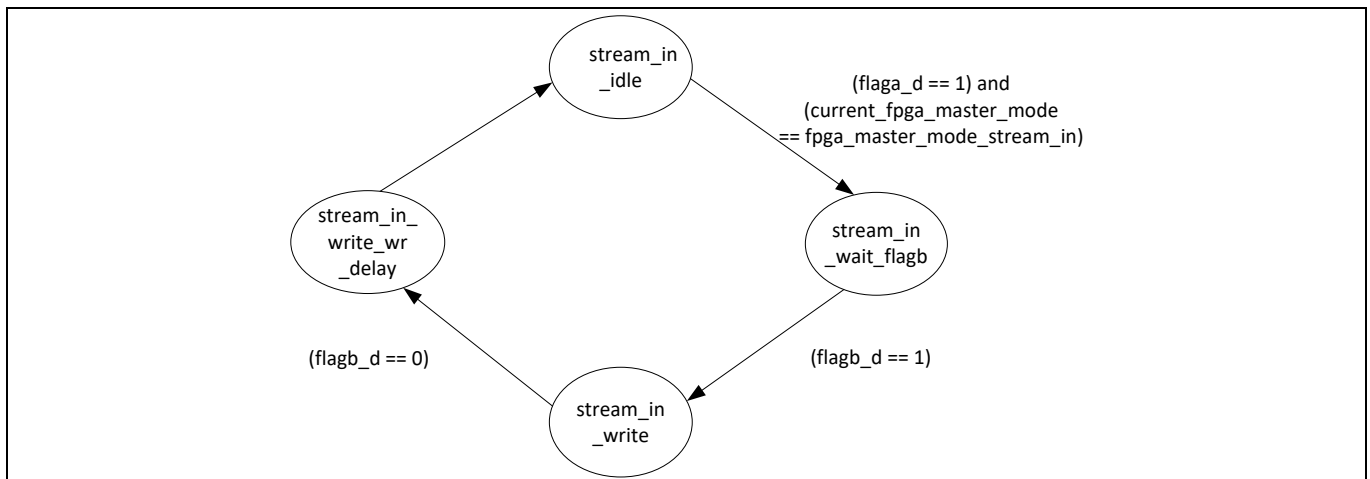 stream_in
_idle
(flaga_d == 1) and
(current_fpga_master_mode
== fpga_master_mode_stream_in)
stream_in_
write_wr
_delay
stream_in
_wait_flagb
(flagb_d == 0)
(flagb_d == 1)
stream_in
_write